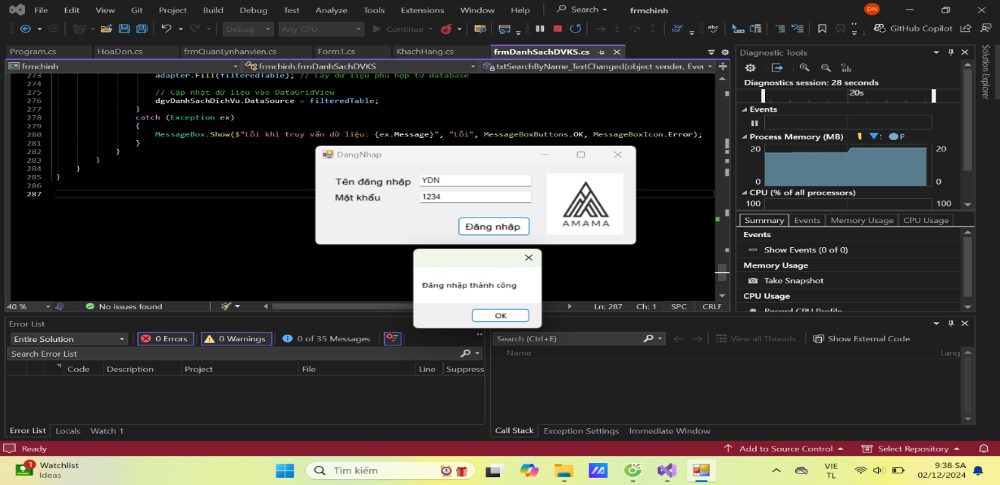 File Edit View Git Project Build Debug Test Analyze Tools Extensions Window Help Search frmchinh DN
Debug Any CPU Continue GitHub Copilot
Program.cs HoaDon.cs frmQuanLynhanvien.cs Form1.cs KhachHang.cs frmDanhSachDVKS.cs
frmchinh frmchinh.frmDanhSachDVKS txtSearchByName_TextChanged(object sender, Ever
273 adapter.Fill(filteredTable); // Lấy dữ liệu phù hợp từ database
274
275 // Cập nhật dữ liệu vào DataGridView
276 dgvDanhSachDichVu.DataSource = filteredTable;
277 }
278 catch (Exception ex)
279 {
280 MessageBox.Show($"Lỗi khi truy vấn dữ liệu: {ex.Message}", "Lỗi", MessageBoxButtons.OK, MessageBoxIcon.Error);
281 }
282 }
283 }
284 }
285 }
286
287
DangNhap
Tên đăng nhập YDN
Mật khẩu 1234
Đăng nhập
AMAMA
Đăng nhập thành công
OK
40 % No issues found Ln: 287 Ch: 1 SPC CRLF
Diagnostic Tools
Diagnostics session: 28 seconds
20s
Events
Process Memory (MB) P
20 20
0 0
CPU (% of all processors)
100 100
Summary Events Memory Usage CPU Usage
Events
Show Events (0 of 0)
Memory Usage
Take Snapshot
CPU Usage
Record CPU Profile
Solution Explorer
Error List
Entire Solution 0 Errors 0 Warnings 0 of 35 Messages
Search Error List
Code Description Project File Line Suppress
Error List Locals Watch 1
Search (Ctrl+E) View all Threads Show External Code
Name Lang
Call Stack Exception Settings Immediate Window
Ready Add to Source Control Select Repository
1 Watchlist
Ideas
Tìm kiếm
VIE
TL
9:38 SA
02/12/2024